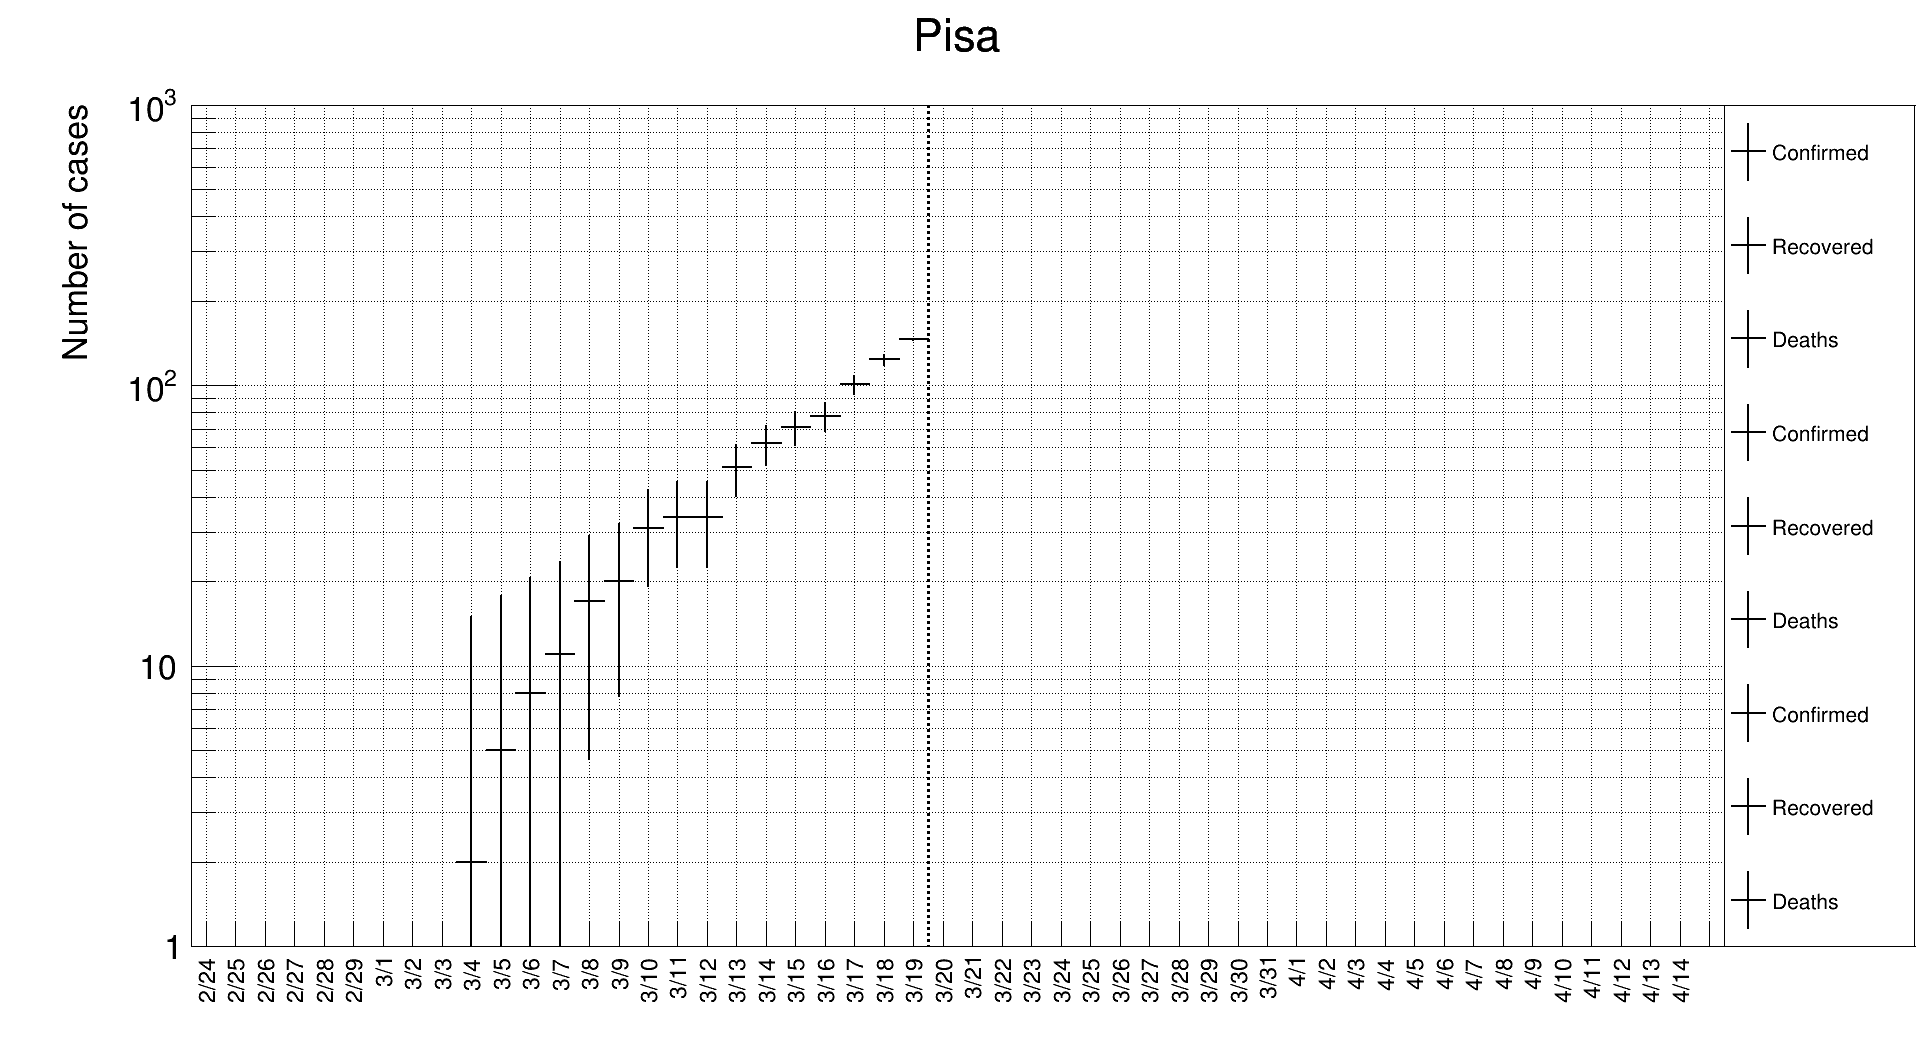 Pisa
Number of cases
10³
10²
10
1
2/24 2/25 2/26 2/27 2/28 2/29 3/1 3/2 3/3 3/4 3/5 3/6 3/7 3/8 3/9 3/10 3/11 3/12 3/13 3/14 3/15 3/16 3/17 3/18 3/19 3/20 3/21 3/22 3/23 3/24 3/25 3/26 3/27 3/28 3/29 3/30 3/31 4/1 4/2 4/3 4/4 4/5 4/6 4/7 4/8 4/9 4/10 4/11 4/12 4/13 4/14
Confirmed
Recovered
Deaths
Confirmed
Recovered
Deaths
Confirmed
Recovered
Deaths